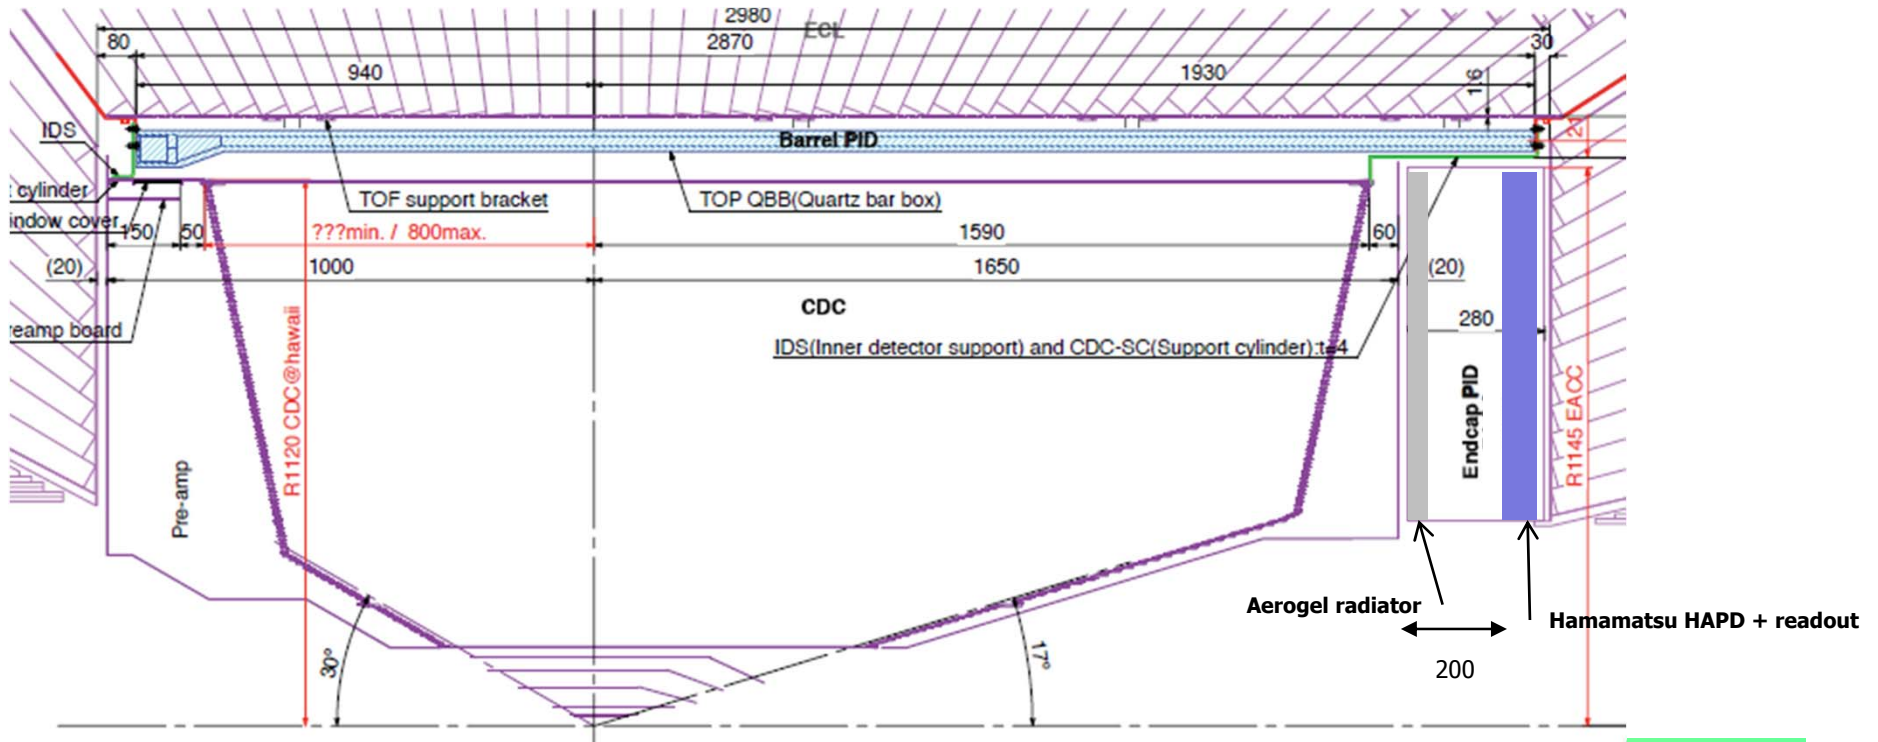 2980
ECL
80
2870
30
940
1930
16
IDS
Barrel PID
21
t cylinder
TOF support bracket
TOP QBB(Quartz bar box)
indow cover
150
50
???min. / 800max.
1590
60
(20)
1000
1650
(20)
CDC
280
reamp board
IDS(Inner detector support) and CDC-SC(Support cylinder):t=4
R1120 CDC@hawaii
Endcap PID
R1145 EACC
Pre-amp
Aerogel radiator
Hamamatsu HAPD + readout
30°
17°
200